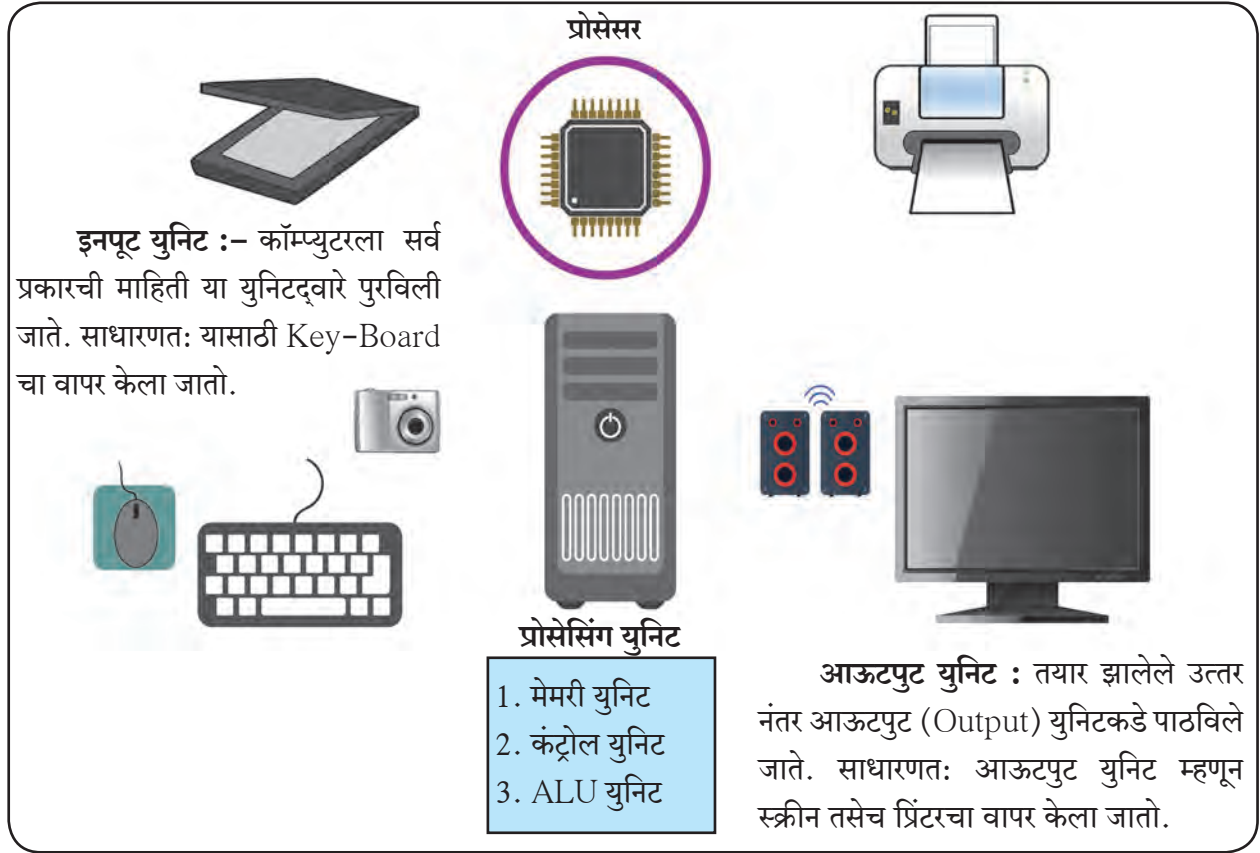 प्रोसेसर
इनपूट युनिट :– कॉम्प्युटरला सर्व
प्रकारची माहिती या युनिटद्‌वारे पुरविली
जाते. साधारणत: यासाठी Key-Board
चा वापर केला जातो.
प्रोसेसिंग युनिट
1. मेमरी युनिट
2. कंट्रोल युनिट
3. ALU युनिट
आऊटपुट युनिट : तयार झालेले उत्तर
नंतर आऊटपुट (Output) युनिटकडे पाठविले
जाते. साधारणत: आऊटपुट युनिट म्हणून
स्क्रीन तसेच प्रिंटरचा वापर केला जातो.